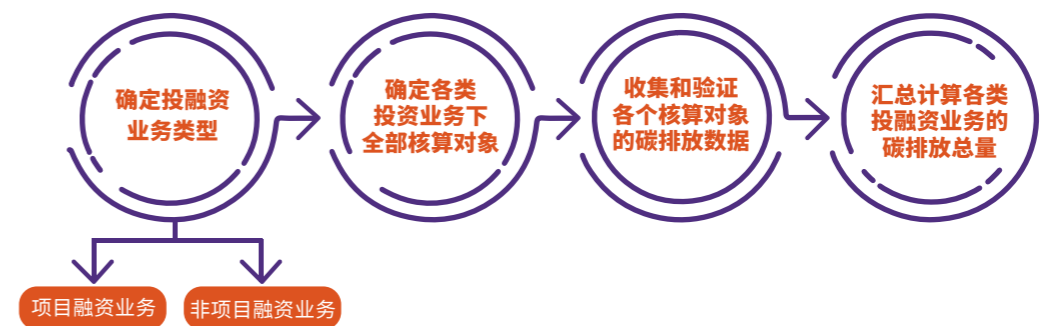 确定投融资
业务类型
确定各类
投资业务下
全部核算对象
收集和验证
各个核算对象
的碳排放数据
汇总计算各类
投融资业务的
碳排放总量
项目融资业务
非项目融资业务